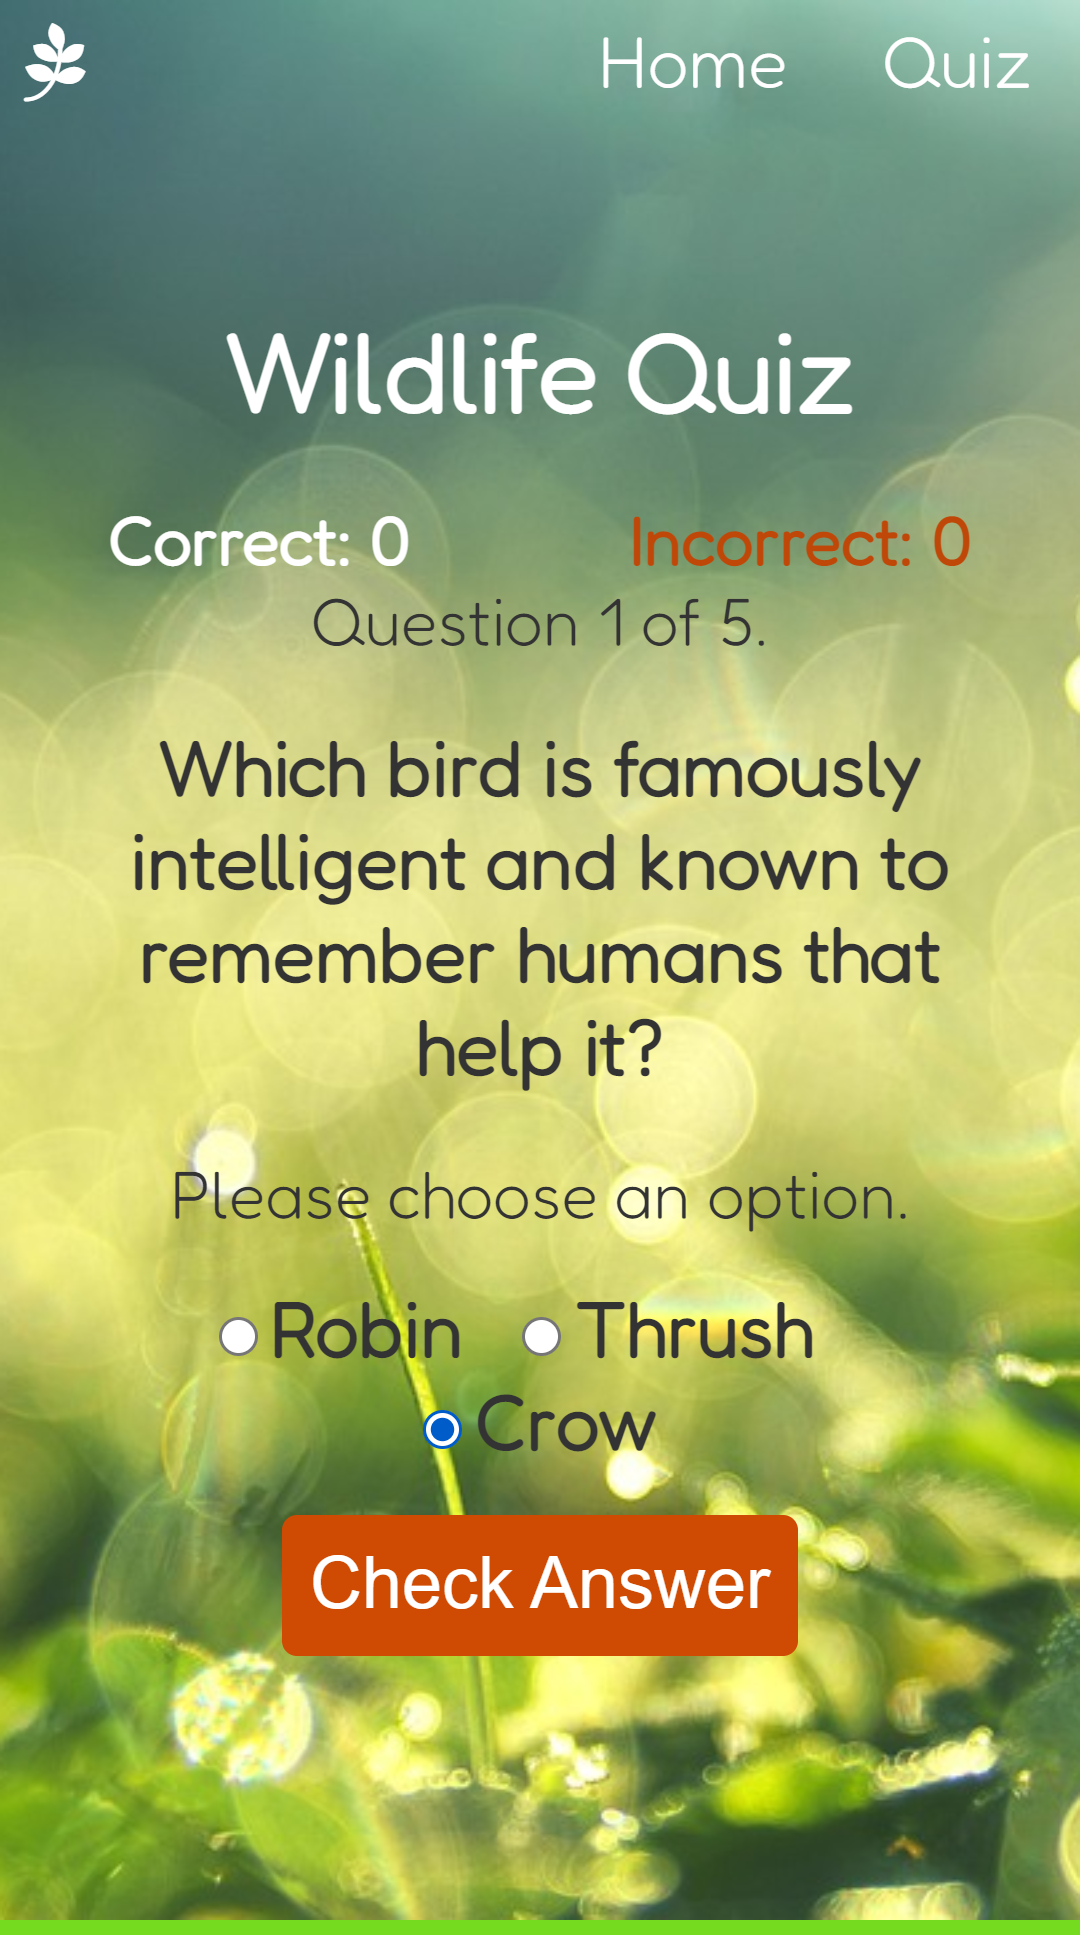 Home Quiz
Wildlife Quiz
Correct: 0 Incorrect: 0
Question 1 of 5.
Which bird is famously
intelligent and known to
remember humans that
help it?
Please choose an option.
Robin Thrush
Crow
Check Answer